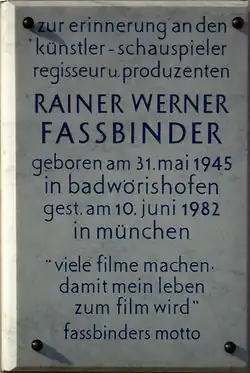 zur erinnerung an den
künstler-schauspieler
regisseur u. produzenten
RAINER WERNER
FASSBINDER
geboren am 31. mai 1945
in badwörishofen
gest. am 10. juni 1982
in münchen
"viele filme machen·
damit mein leben
zum film wird"
fassbinders motto